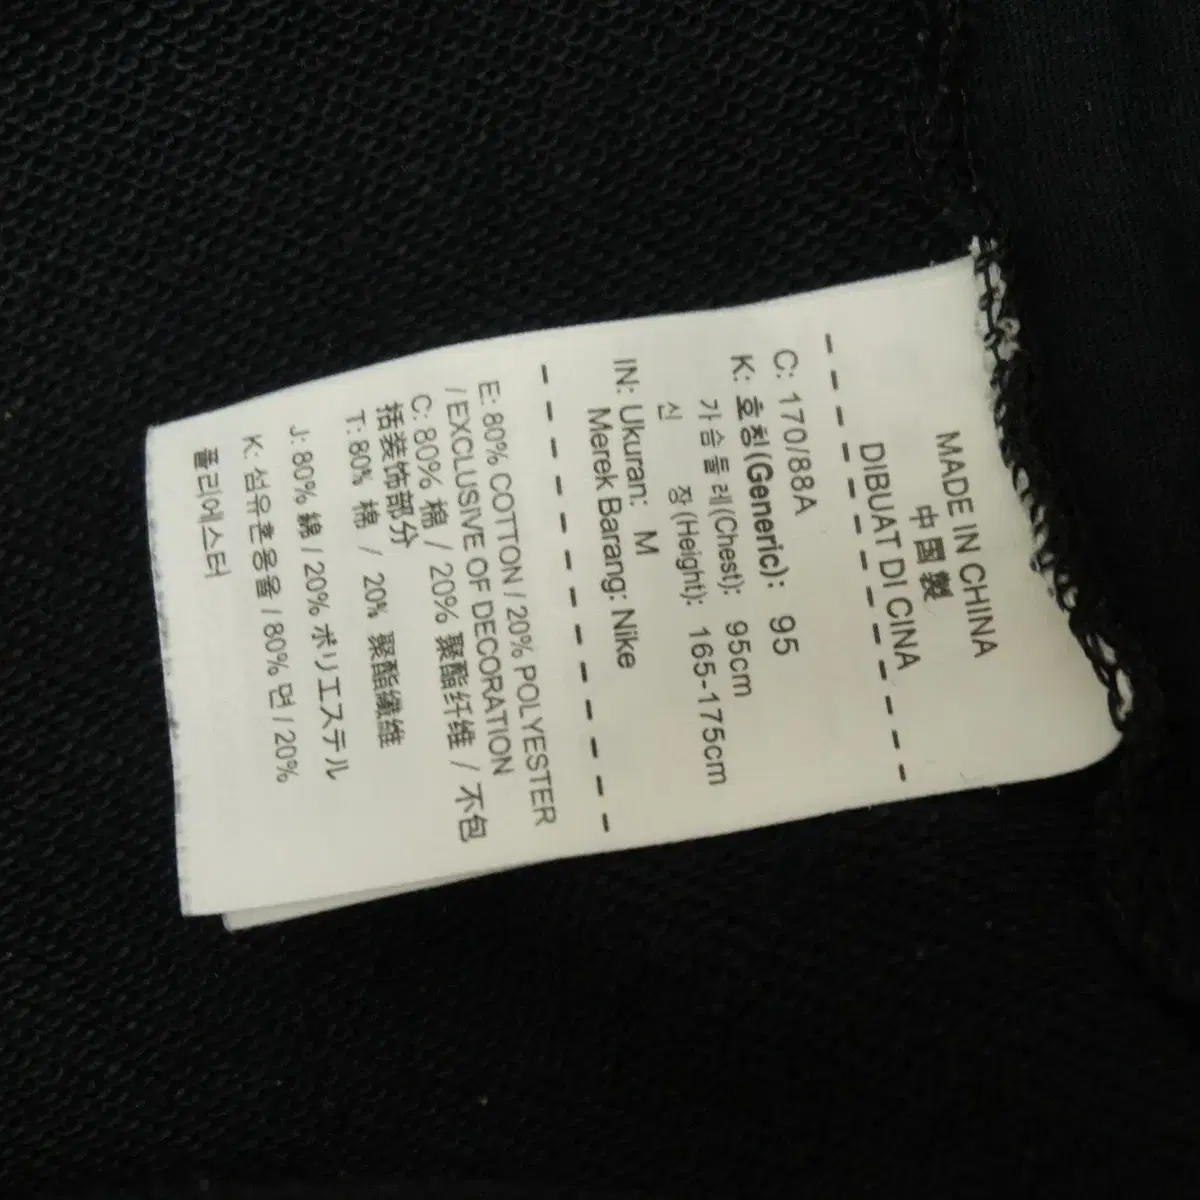 MADE IN CHINA
中國製
DIBUAT DI CINA
C: 170/88A
K: 호칭(Generic): 95
가슴둘레(Chest): 95cm
신 장(Height): 165-175cm
IN: Ukuran: M
Merek Barang: Nike
E: 80% COTTON / 20% POLYESTER
/ EXCLUSIVE OF DECORATION
C: 80% 棉 / 20% 聚酯纤维 / 不包
括装饰部分
T: 80% 棉 / 20% 聚酯纖維
J: 80% 綿 / 20% ポリエステル
K: 섬유혼용율 / 80% 면 / 20%
폴리에스터